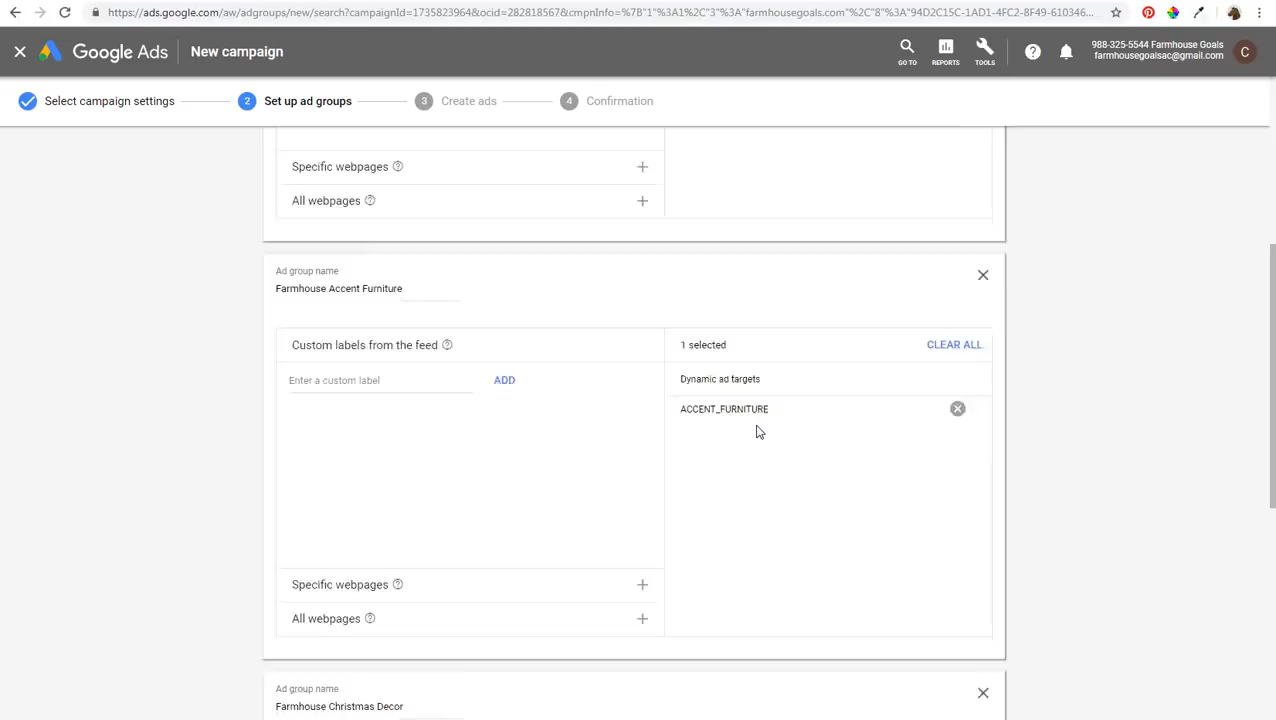 https://ads.google.com/aw/adgroups/new/search?campaignId=1735823964&ocid=282818567&cmpnInfo=%7B"1"%3A1%2C"3"%3A"farmhousegoals.com"%2C"8"%3A"94D2C15C-1AD1-4FC2-8F49-610346...
Google Ads
New campaign
GO TO
REPORTS
TOOLS
988-325-5544 Farmhouse Goals
farmhousegoalsac@gmail.com
C
Select campaign settings
2 Set up ad groups
3 Create ads
4 Confirmation
Specific webpages
All webpages
Ad group name
Farmhouse Accent Furniture
Custom labels from the feed
1 selected
CLEAR ALL
Enter a custom label
ADD
Dynamic ad targets
ACCENT_FURNITURE
Specific webpages
All webpages
Ad group name
Farmhouse Christmas Decor